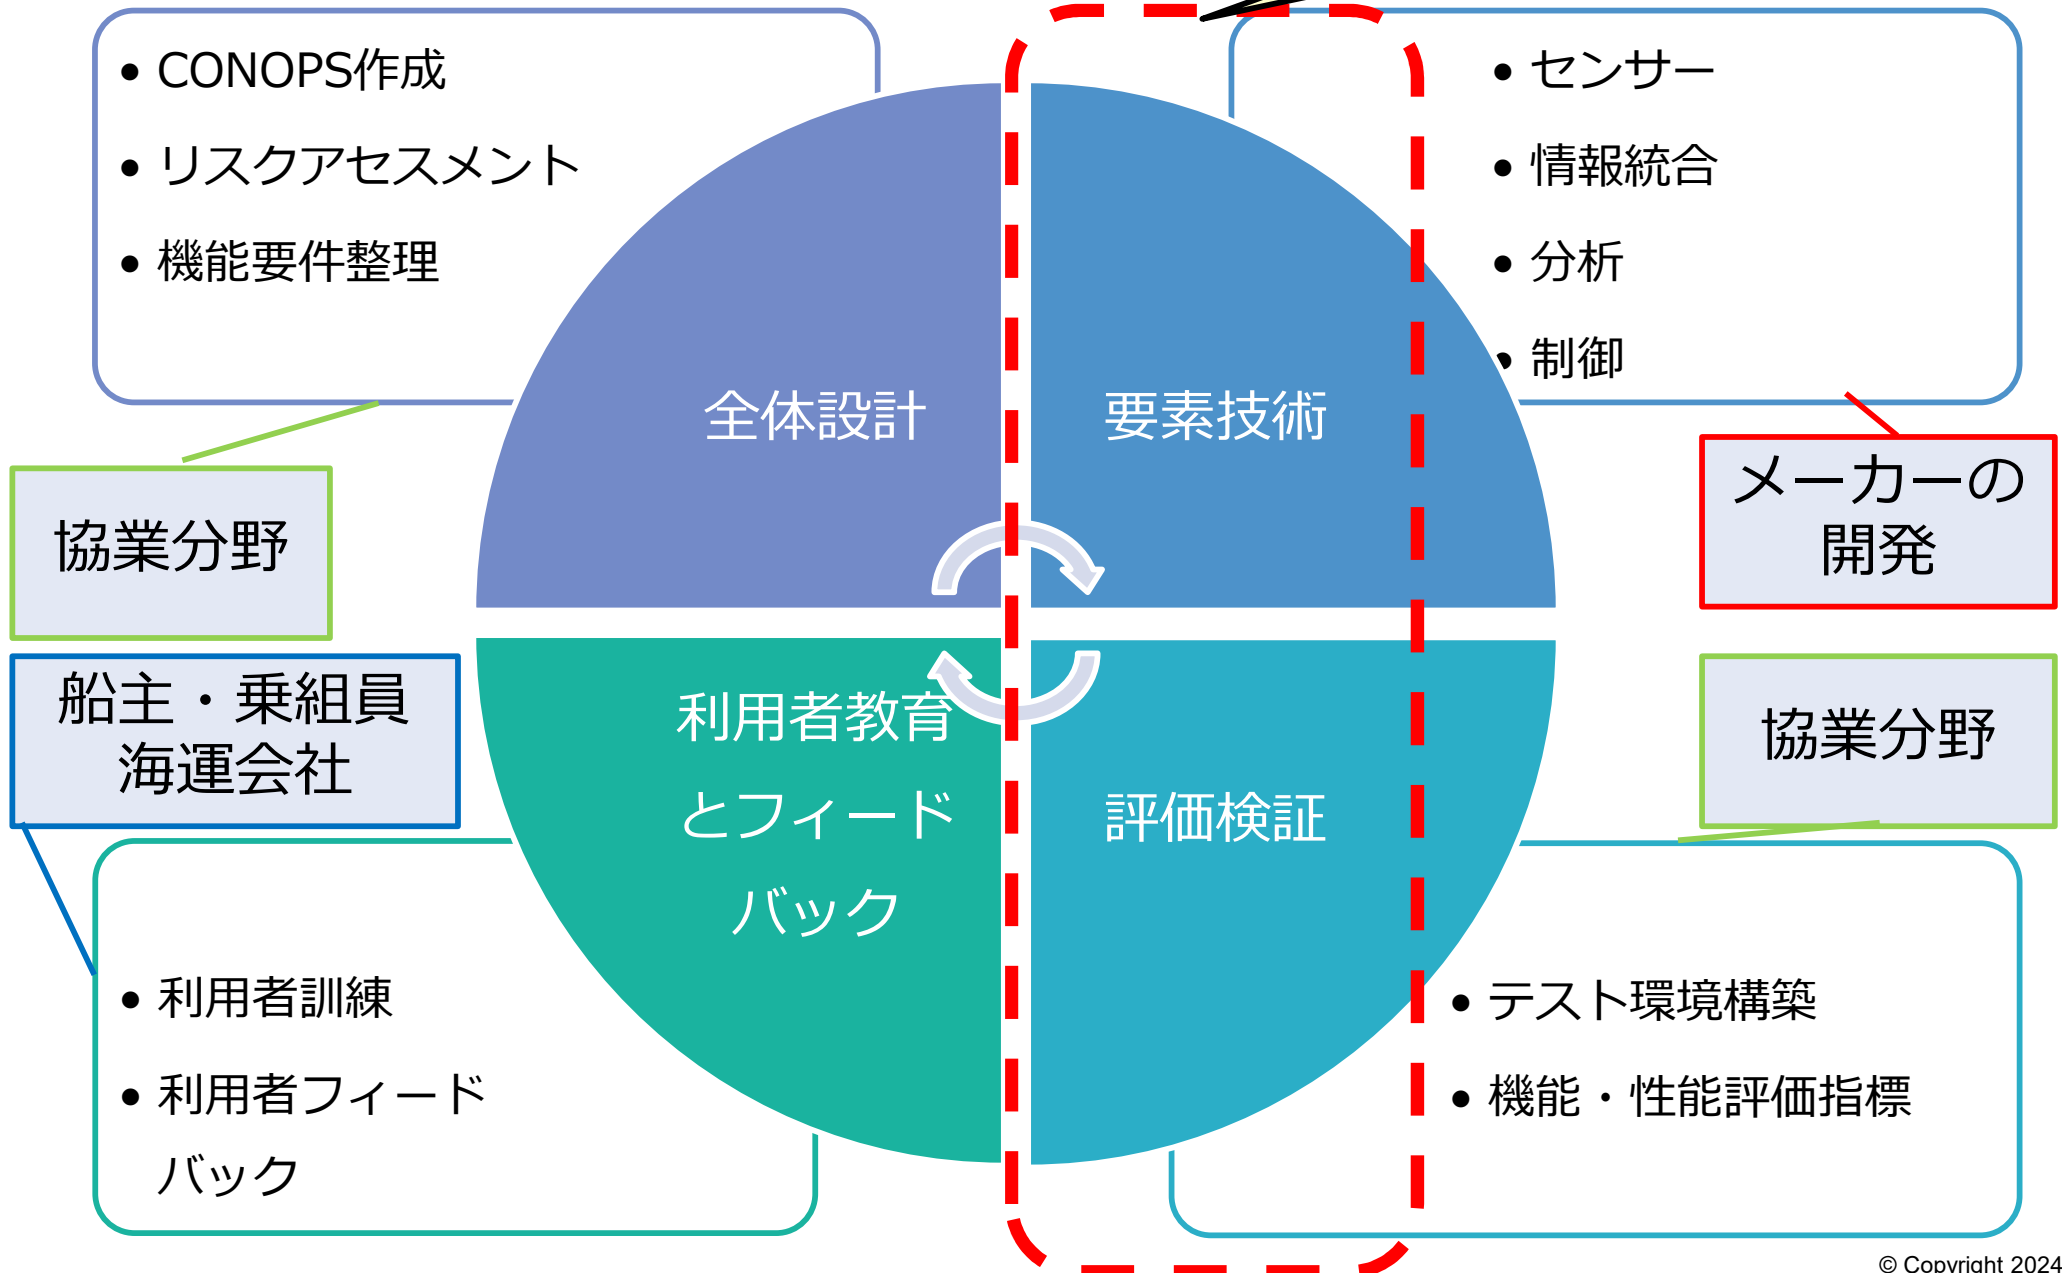 • CONOPS作成
• リスクアセスメント
• 機能要件整理
• センサー
• 情報統合
• 分析
• 制御
全体設計
要素技術
協業分野
メーカーの
開発
船主・乗組員
海運会社
利用者教育
とフィード
バック
評価検証
協業分野
• 利用者訓練
• 利用者フィード
バック
• テスト環境構築
• 機能・性能評価指標
© Copyright 2024